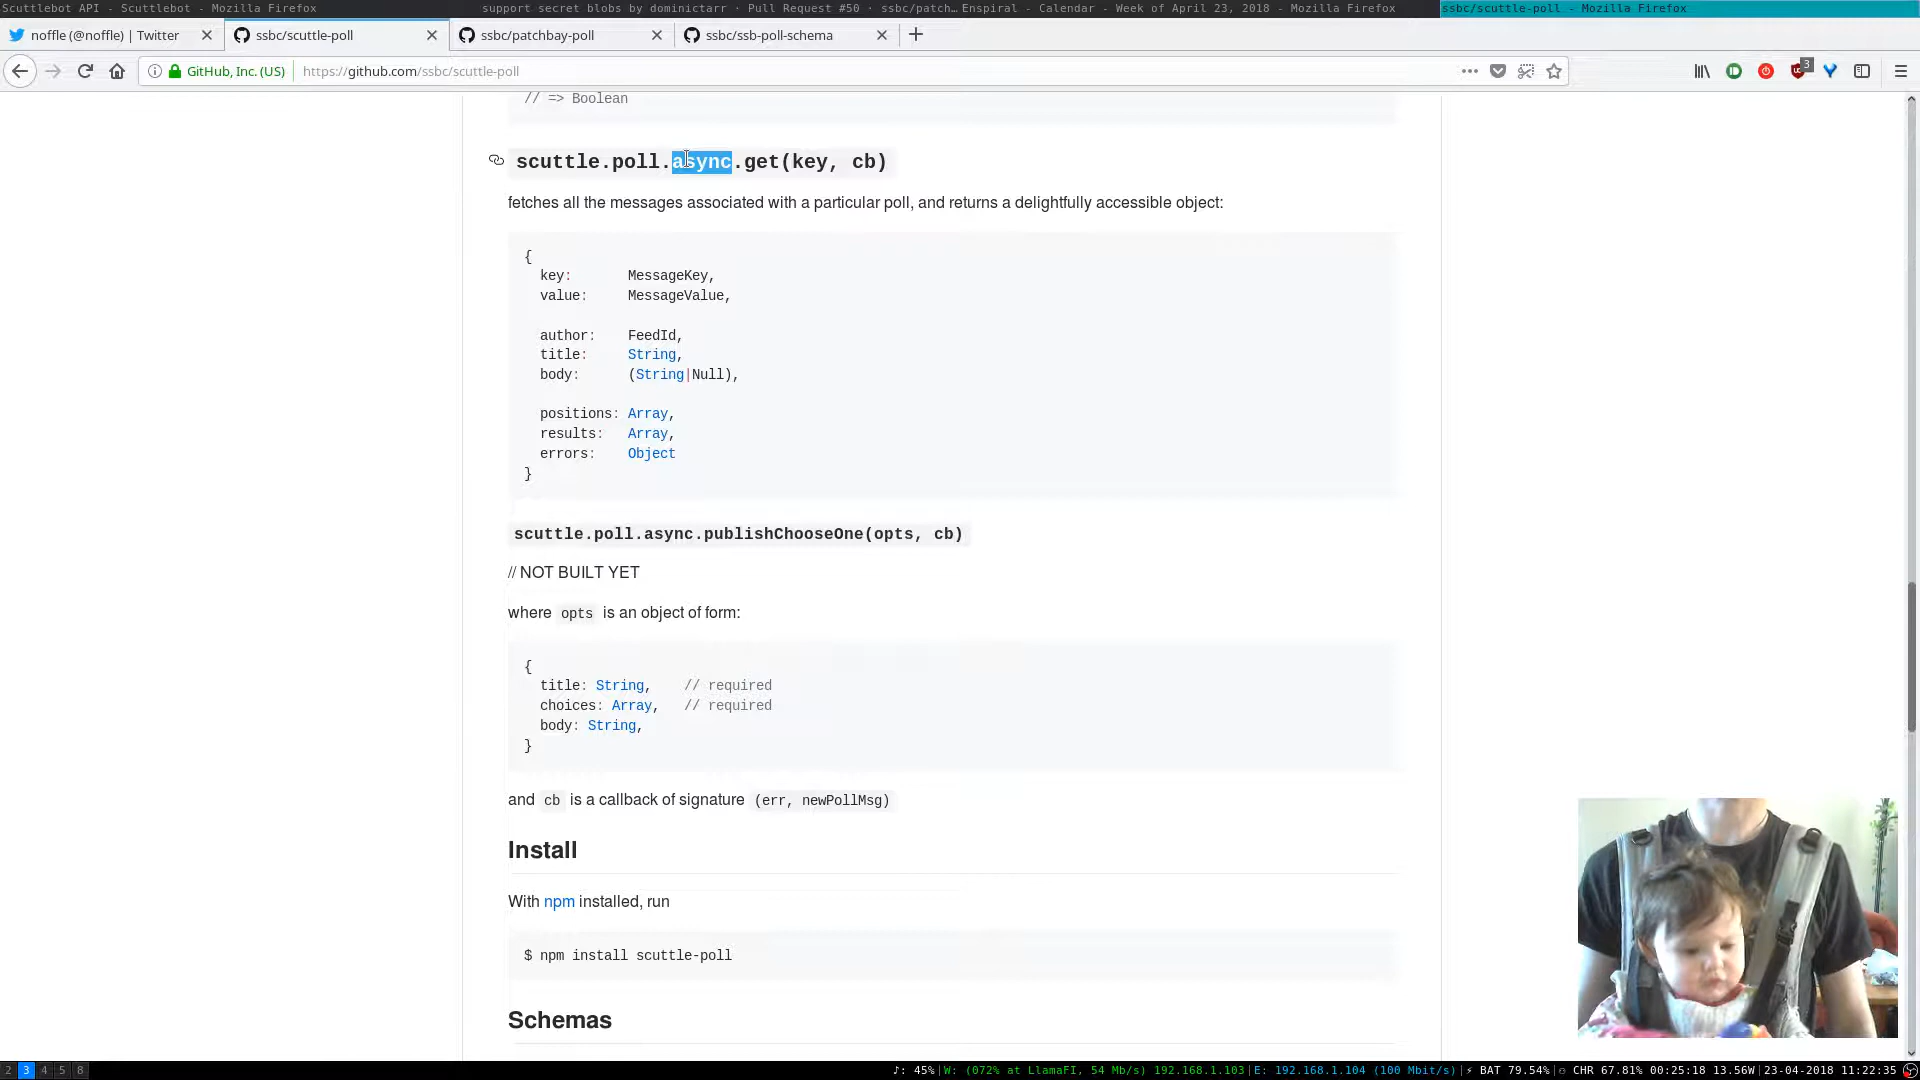 Scuttlebot API - Scuttlebot - Mozilla Firefox
support secret blobs by dominictarr · Pull Request #50 · ssbc/patch… Enspiral - Calendar - Week of April 23, 2018 - Mozilla Firefox
ssbc/scuttle-poll - Mozilla Firefox
noffle (@noffle) | Twitter
ssbc/scuttle-poll
ssbc/patchbay-poll
ssbc/ssb-poll-schema
GitHub, Inc. (US)
https://github.com/ssbc/scuttle-poll
3
// => Boolean
scuttle.poll.async.get(key, cb)
fetches all the messages associated with a particular poll, and returns a delightfully accessible object:
{
key: MessageKey,
value: MessageValue,
author: FeedId,
title: String,
body: (String|Null),
positions: Array,
results: Array,
errors: Object
}
scuttle.poll.async.publishChooseOne(opts, cb)
// NOT BUILT YET
where opts is an object of form:
{
title: String, // required
choices: Array, // required
body: String,
}
and cb is a callback of signature (err, newPollMsg)
Install
With npm installed, run
$ npm install scuttle-poll
Schemas
2 3 4 5 8
♪: 45%|W: (072% at LlamaFI, 54 Mb/s) 192.168.1.103|E: 192.168.1.104 (100 Mbit/s)|⚡ BAT 79.54%|☺ CHR 67.81% 00:25:18 13.56W|23-04-2018 11:22:35